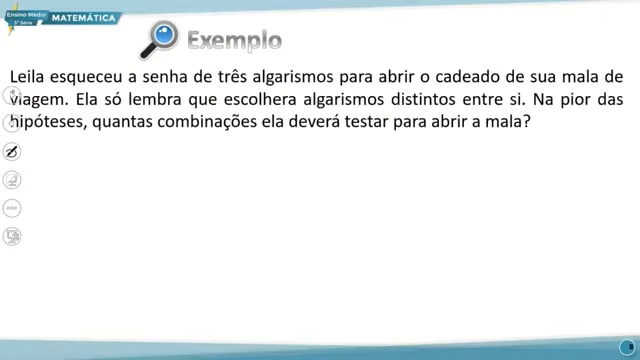 Ensino Médio
3ª Série
MATEMÁTICA
Exemplo
Leila esqueceu a senha de três algarismos para abrir o cadeado de sua mala de
viagem. Ela só lembra que escolhera algarismos distintos entre si. Na pior das
hipóteses, quantas combinações ela deverá testar para abrir a mala?